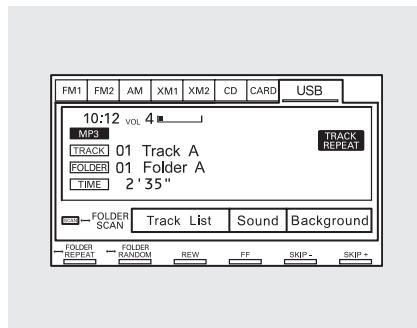 FM1 FM2 AM XM1 XM2 CD CARD USB
10:12 VOL 4
MP3
TRACK REPEAT
TRACK 01 Track A
FOLDER 01 Folder A
TIME 2'35"
SCAN FOLDER SCAN Track List Sound Background
FOLDER REPEAT FOLDER RANDOM REW FF SKIP - SKIP +